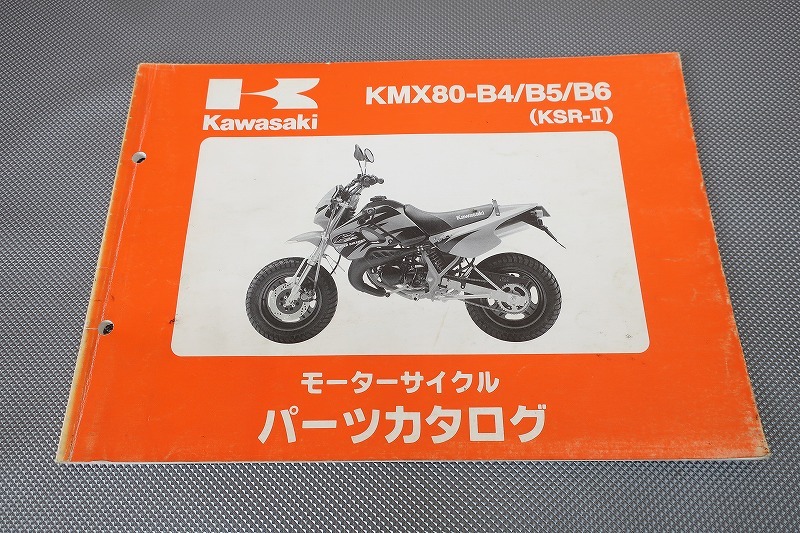 Kawasaki
KMX80-B4/B5/B6
(KSR-II)
Kawasaki
モーターサイクル
パーツカタログ